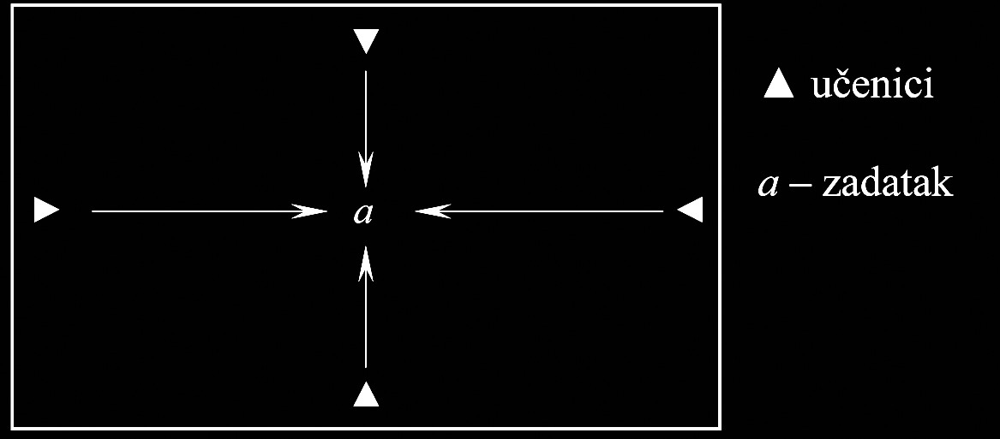 učenici
a – zadatak
a